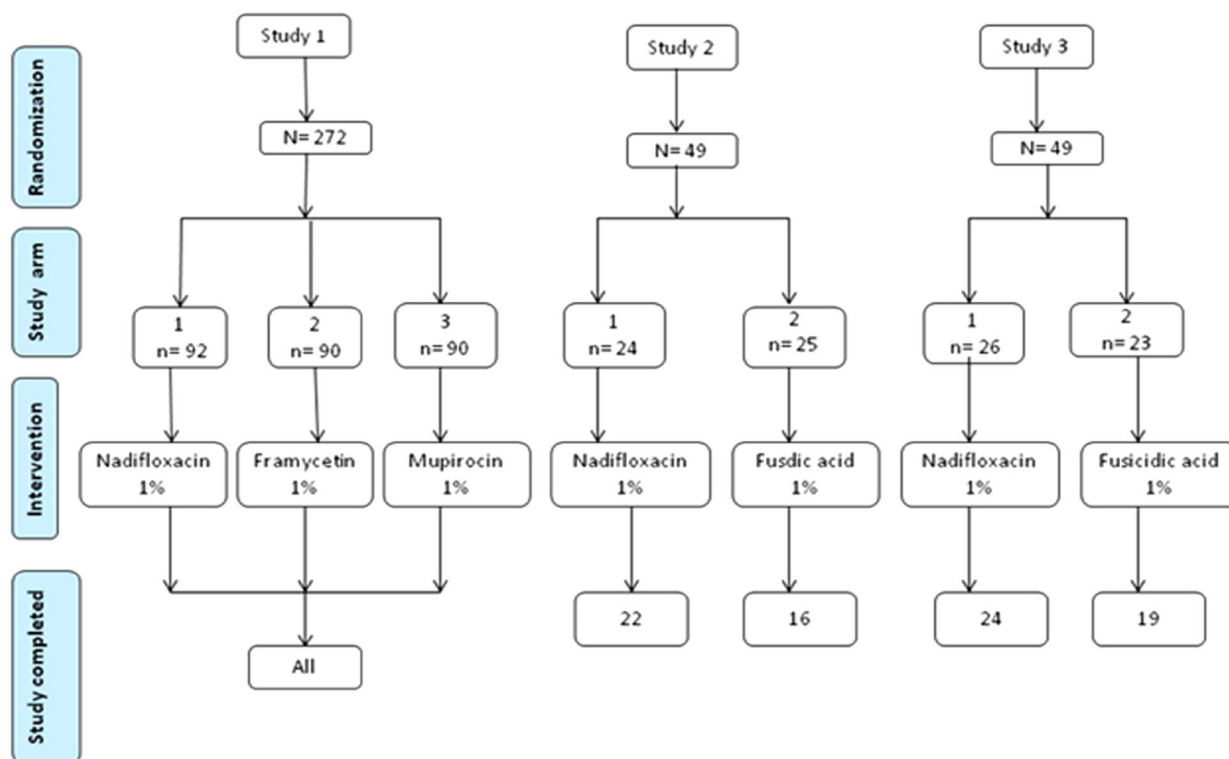 Randomization
Study 1
Study 2
Study 3
N= 272
N= 49
N= 49
Study arm
1
n= 92
2
n= 90
3
n= 90
1
n= 24
2
n= 25
1
n= 26
2
n= 23
Intervention
Nadifloxacin
1%
Framycetin
1%
Mupirocin
1%
Nadifloxacin
1%
Fusdic acid
1%
Nadifloxacin
1%
Fusicidic acid
1%
Study completed
All
22
16
24
19